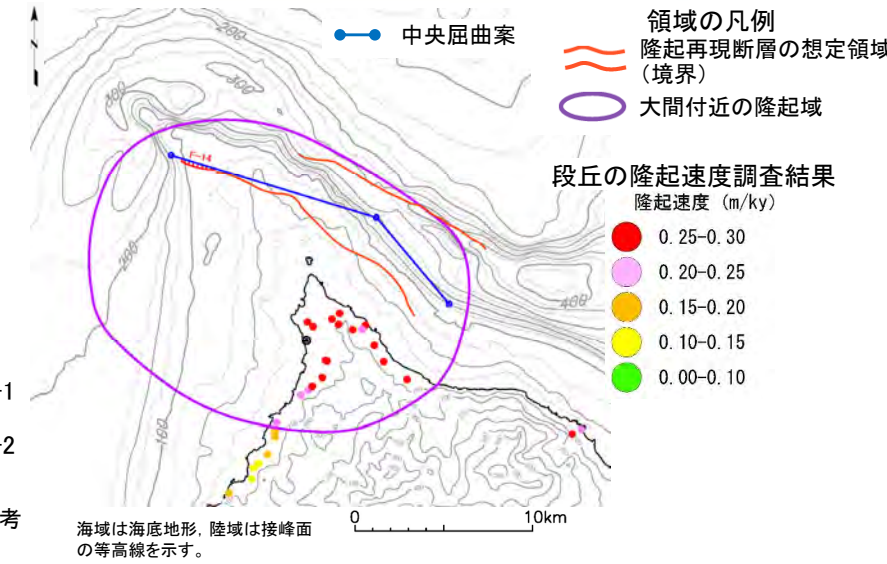 中央屈曲案
領域の凡例
隆起再現断層の想定領域
（境界）
大間付近の隆起域
段丘の隆起速度調査結果
隆起速度 (m/ky)
0.25-0.30
0.20-0.25
0.15-0.20
0.10-0.15
0.00-0.10
N
200
300
F-14
200
400
100
-1
-2
考
海域は海底地形，陸域は接峰面
の等高線を示す。
0
10km